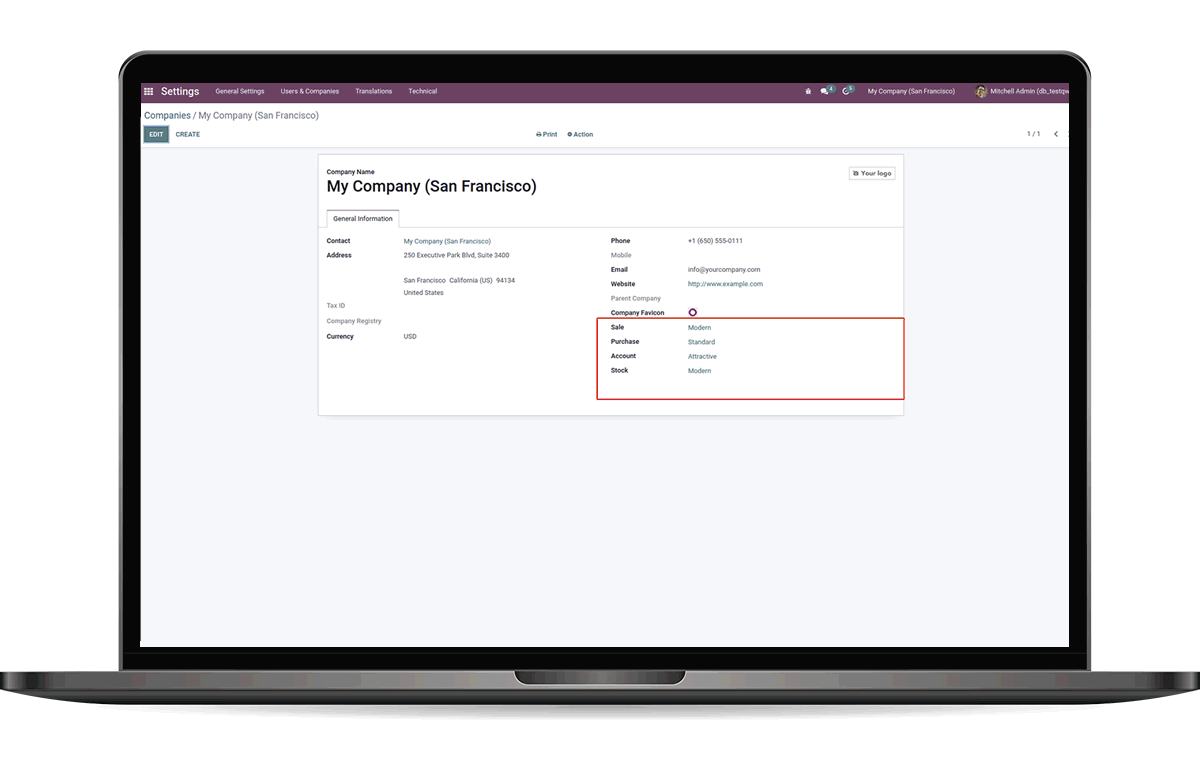 Settings General Settings Users & Companies Translations Technical 4 5 My Company (San Francisco) Mitchell Admin (db_testqw
Companies / My Company (San Francisco)
EDIT CREATE Print Action 1 / 1
Company Name
Your logo
My Company (San Francisco)
General Information
Contact My Company (San Francisco) Phone +1 (650) 555-0111
Address 250 Executive Park Blvd, Suite 3400 Mobile
Email info@yourcompany.com
San Francisco California (US) 94134 Website http://www.example.com
United States
Parent Company
Tax ID
Company Favicon
Company Registry
Sale Modern
Currency USD
Purchase Standard
Account Attractive
Stock Modern